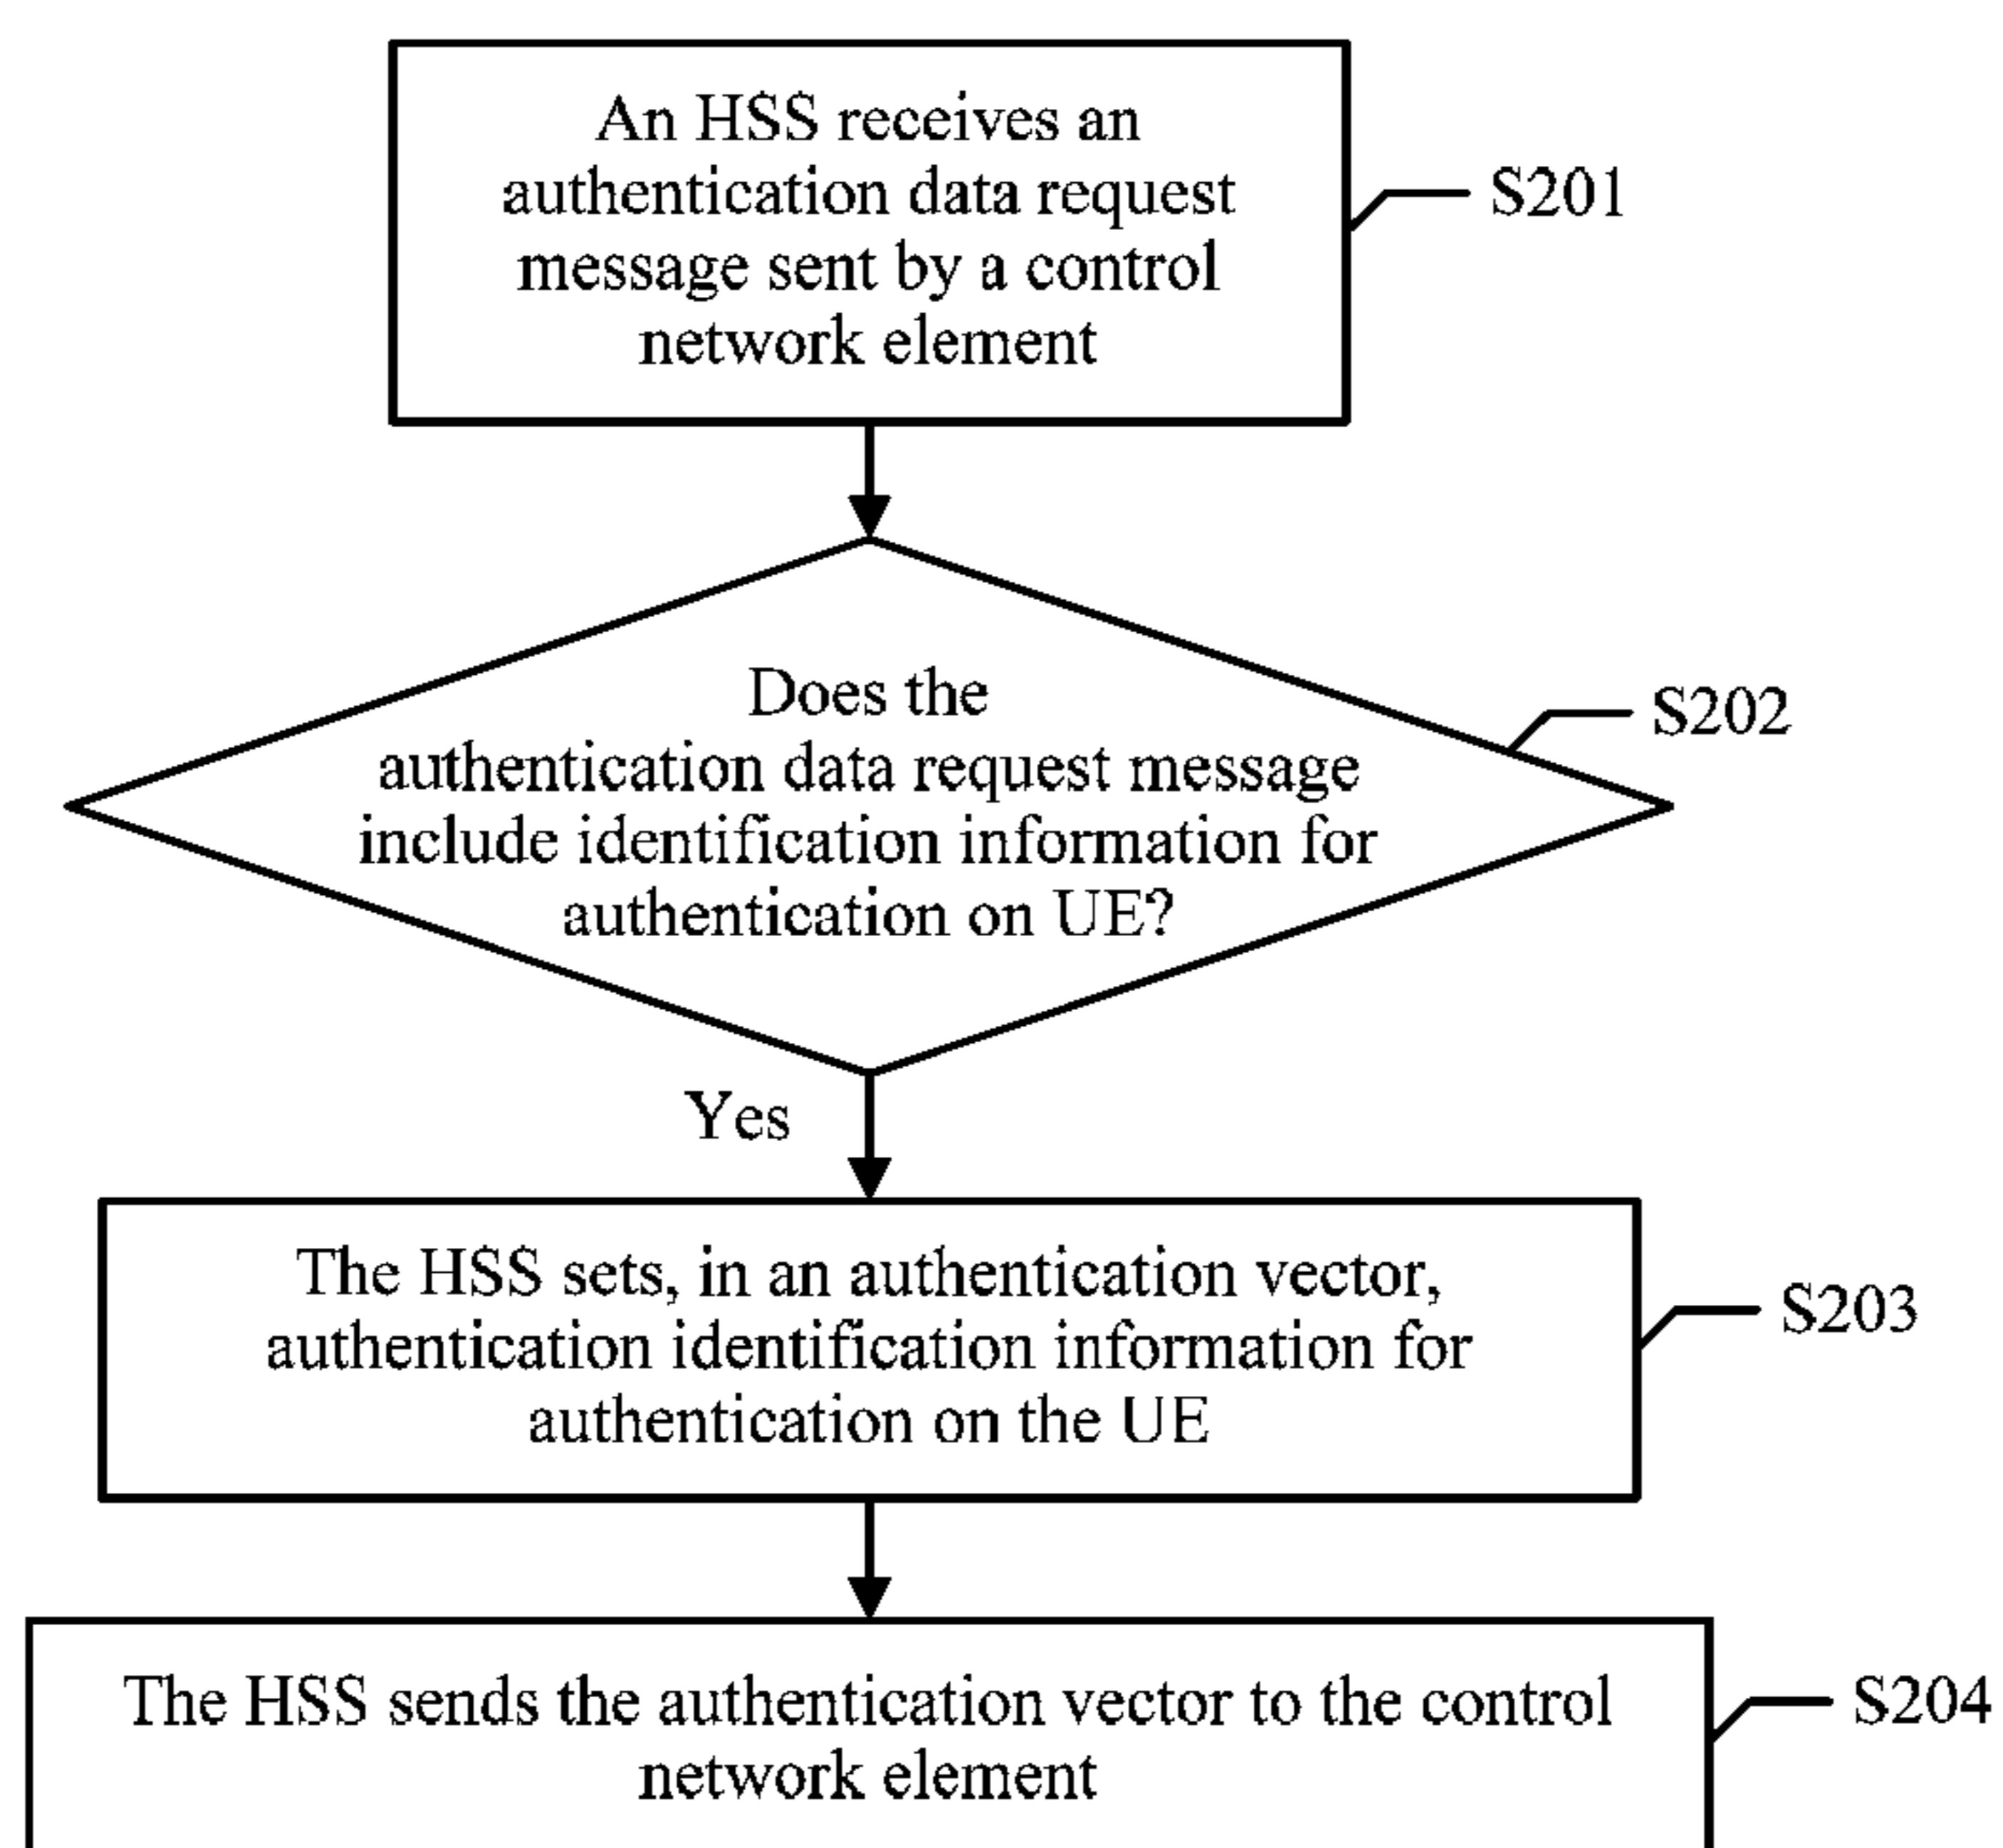 An HSS receives an
authentication data request
message sent by a control
network element
S201
Does the
authentication data request message
include identification information for
authentication on UE?
S202
Yes
The HSS sets, in an authentication vector,
authentication identification information for
authentication on the UE
S203
The HSS sends the authentication vector to the control
network element
S204